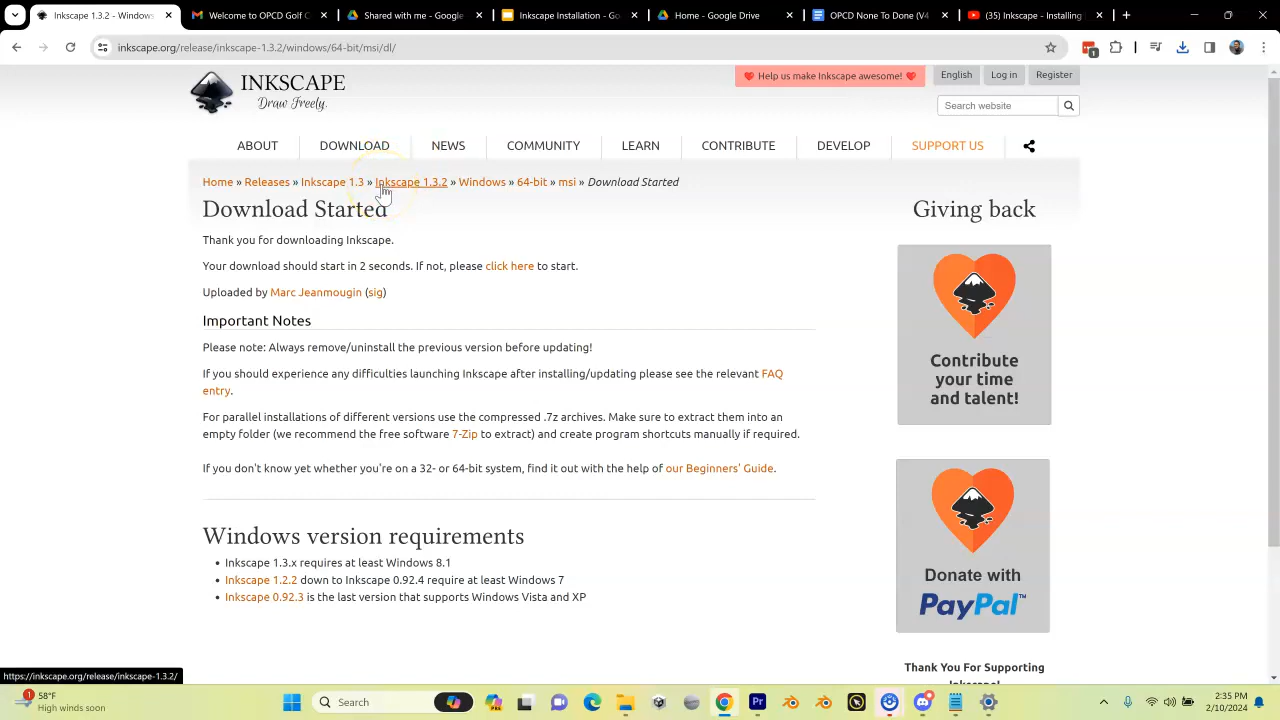 Inkscape 1.3.2 - Windows
Welcome to OPCD Golf C
Shared with me - Googl
Inkscape Installation - Go
Home - Google Drive
OPCD None To Done (V4
(35) Inkscape - Installing
inkscape.org/release/inkscape-1.3.2/windows/64-bit/msi/dl/
1
INKSCAPE
Draw Freely.
Help us make Inkscape awesome!
English
Log in
Register
Search website
ABOUT
DOWNLOAD
NEWS
COMMUNITY
LEARN
CONTRIBUTE
DEVELOP
SUPPORT US
Home » Releases » Inkscape 1.3 » Inkscape 1.3.2 » Windows » 64-bit » msi » Download Started
Download Started
Thank you for downloading Inkscape.
Your download should start in 2 seconds. If not, please click here to start.
Uploaded by Marc Jeanmougin (sig)
Important Notes
Please note: Always remove/uninstall the previous version before updating!
If you should experience any difficulties launching Inkscape after installing/updating please see the relevant FAQ
entry.
For parallel installations of different versions use the compressed .7z archives. Make sure to extract them into an
empty folder (we recommend the free software 7-Zip to extract) and create program shortcuts manually if required.
If you don't know yet whether you're on a 32- or 64-bit system, find it out with the help of our Beginners' Guide.
Windows version requirements
Inkscape 1.3.x requires at least Windows 8.1
Inkscape 1.2.2 down to Inkscape 0.92.4 require at least Windows 7
Inkscape 0.92.3 is the last version that supports Windows Vista and XP
Giving back
Contribute
your time
and talent!
Donate with
PayPal™
Thank You For Supporting
Inkscape!
https://inkscape.org/release/inkscape-1.3.2/
1
58°F
High winds soon
Search
Pr
2:35 PM
2/10/2024